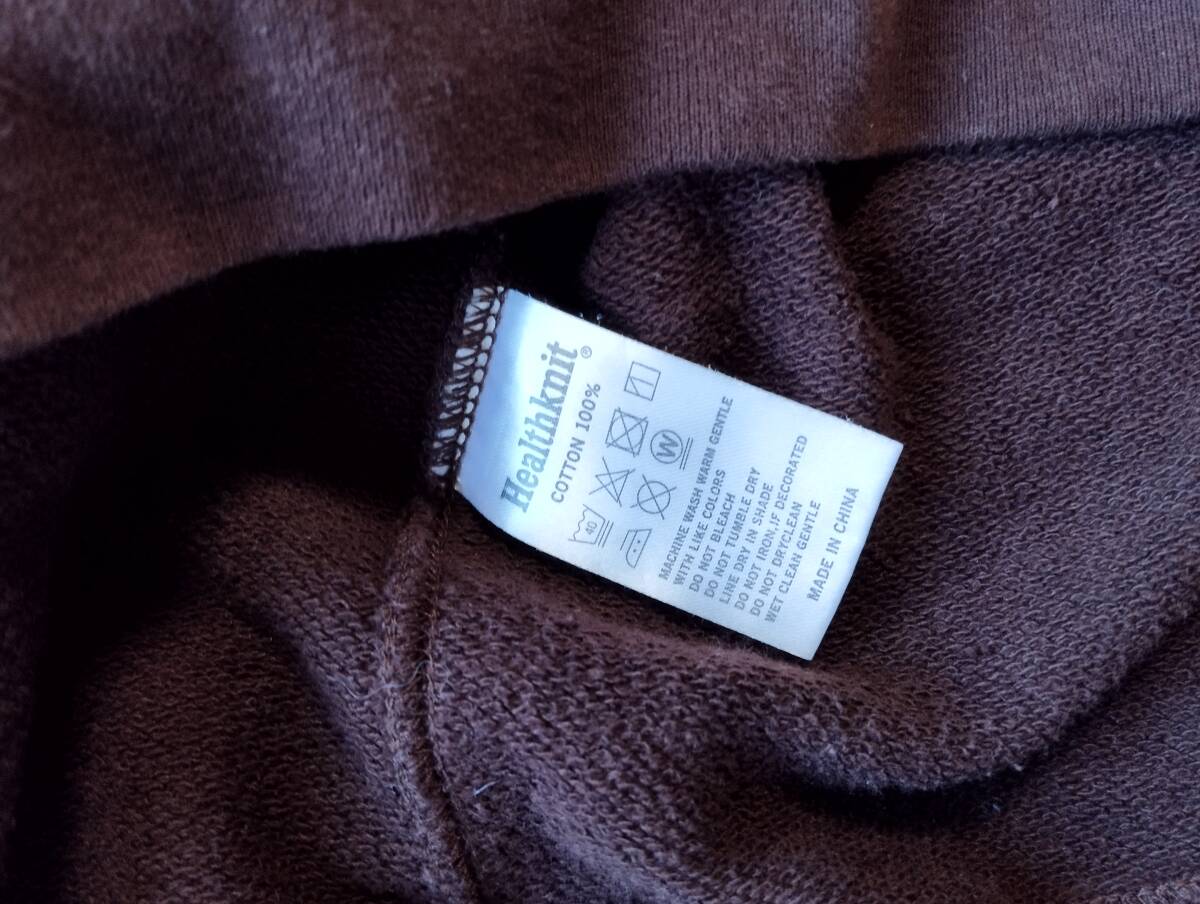 Healthknit®
COTTON 100%
40
W
MACHINE WASH WARM GENTLE
WITH LIKE COLORS
DO NOT BLEACH
DO NOT TUMBLE DRY
LINE DRY IN SHADE
DO NOT IRON,IF DECORATED
DO NOT DRYCLEAN
WET CLEAN GENTLE
MADE IN CHINA